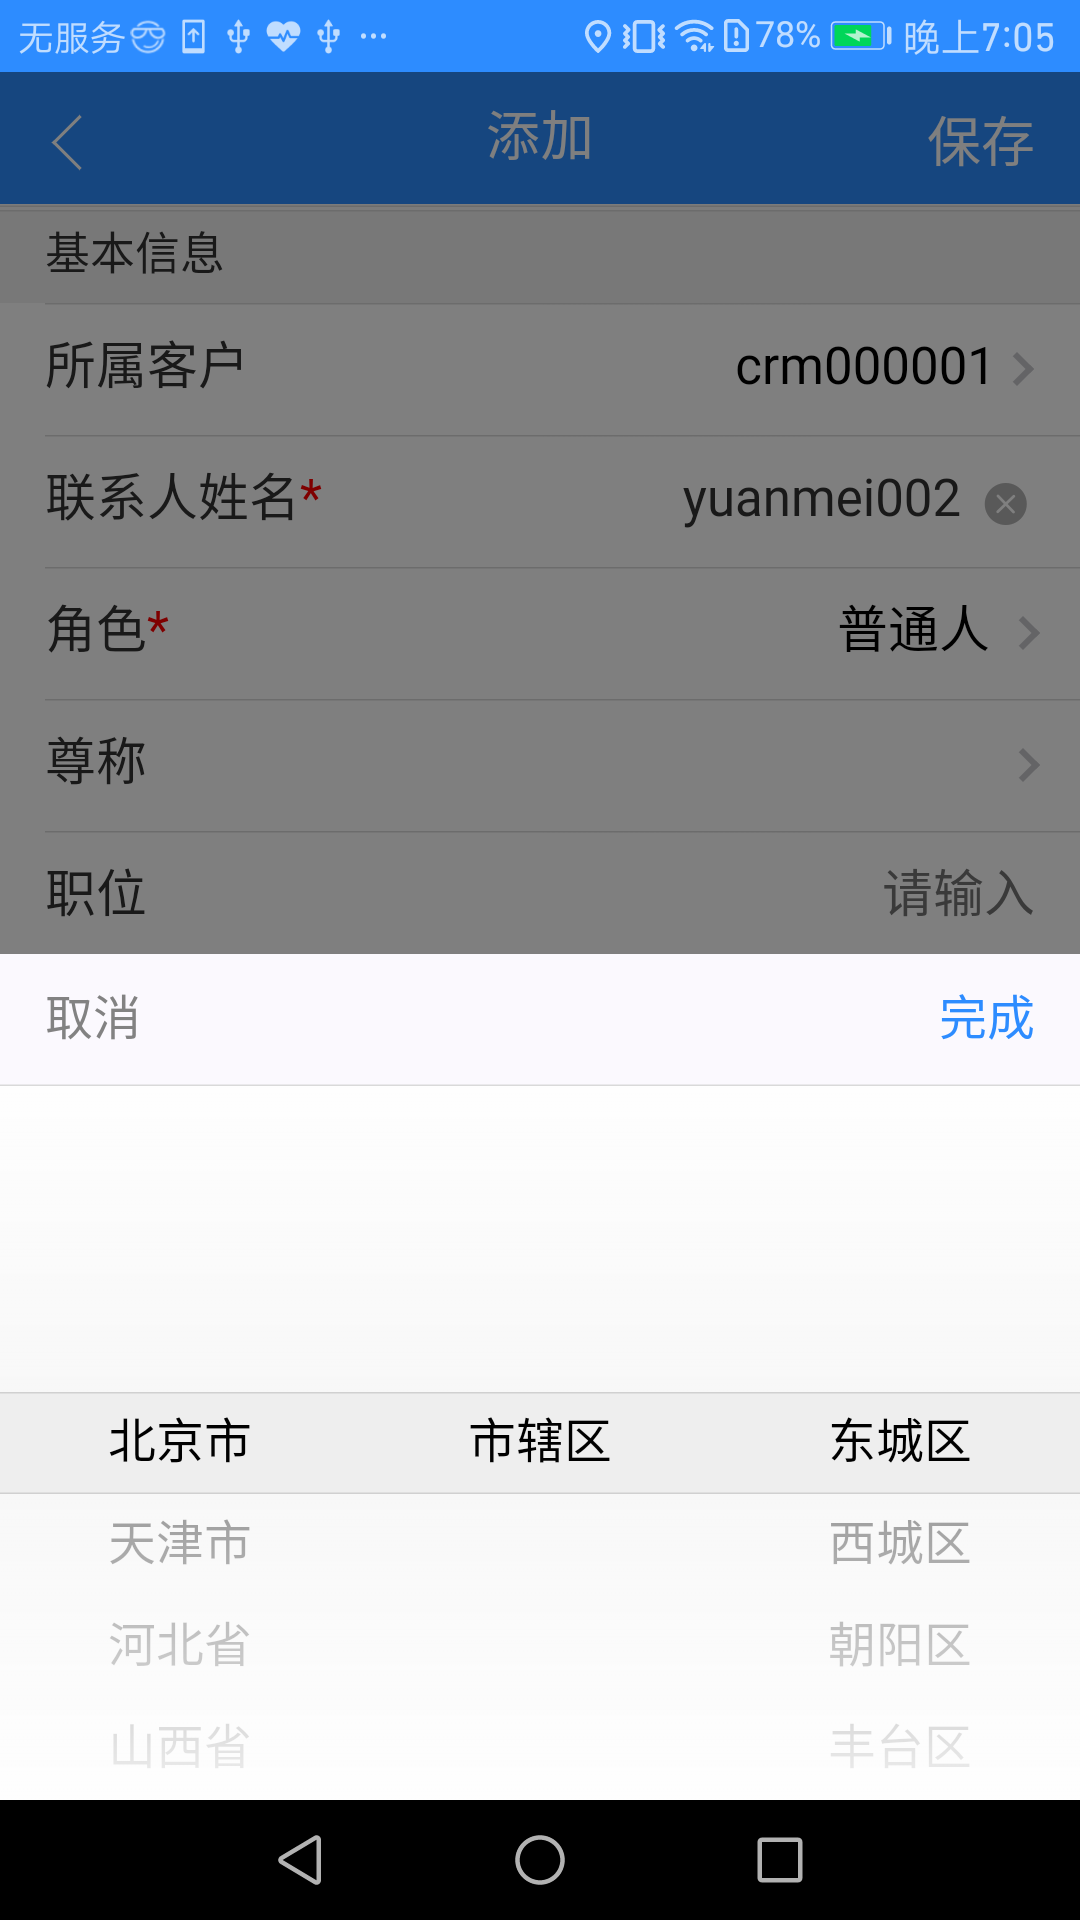 无服务 78% 晚上7:05
添加 保存
基本信息
所属客户 crm000001
联系人姓名* yuanmei002
角色* 普通人
尊称
职位 请输入
取消 完成
北京市 市辖区 东城区
天津市 西城区
河北省 朝阳区
山西省 丰台区